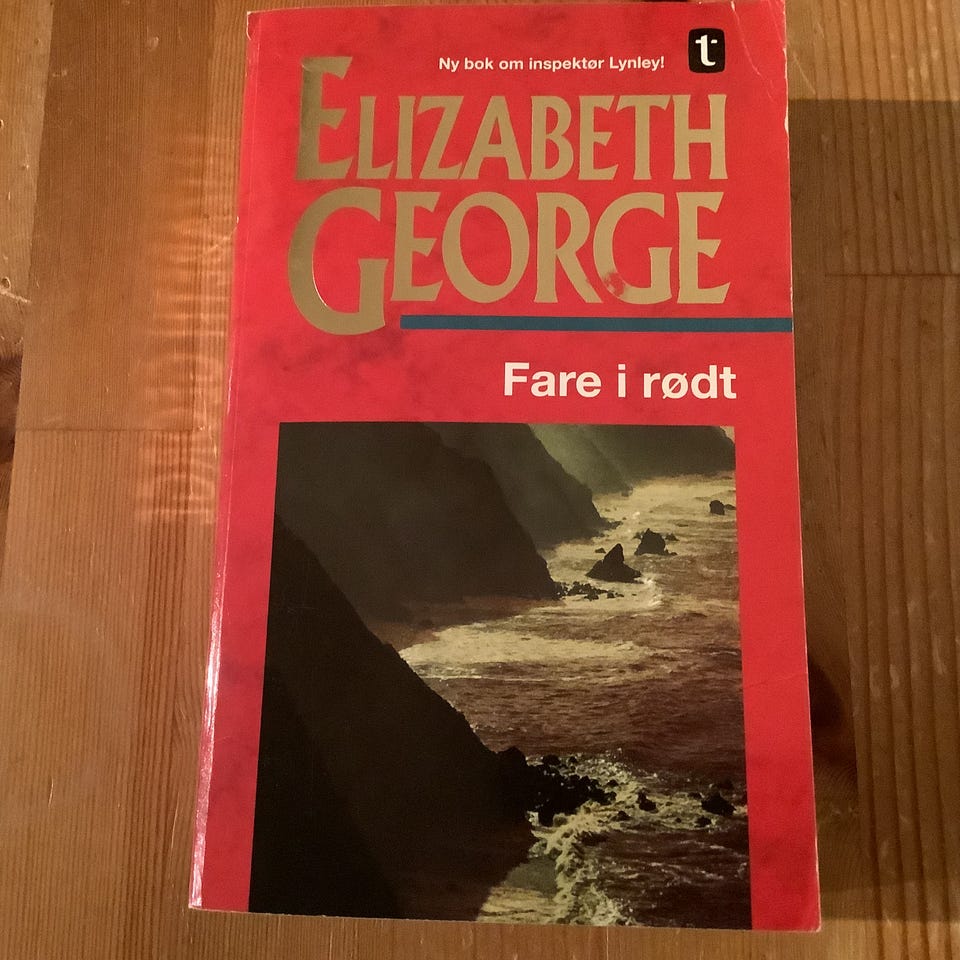 Ny bok om inspektør Lynley!
t
ELIZABETH
GEORGE
Fare i rødt